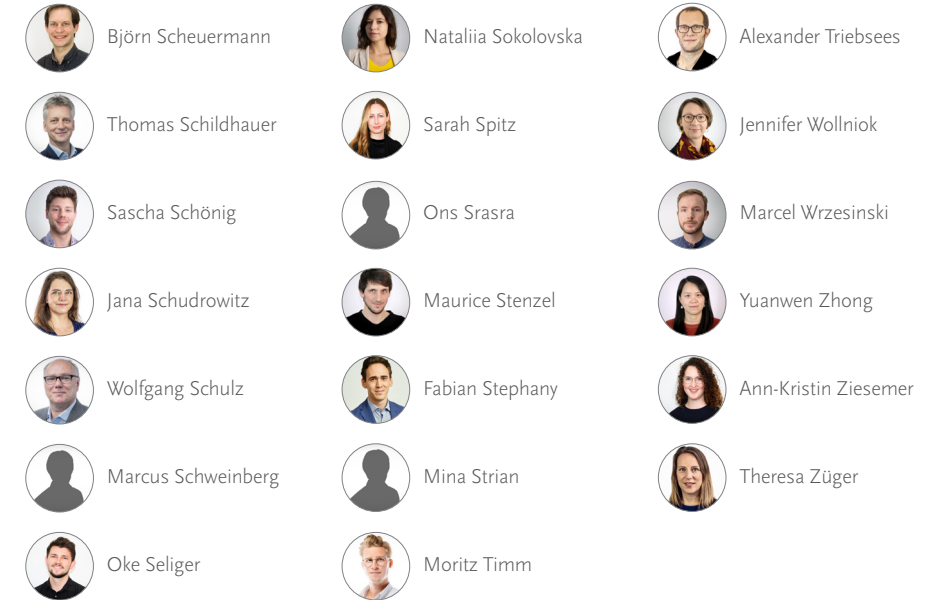 Björn Scheuermann
Thomas Schildhauer
Sascha Schönig
Jana Schudrowitz
Wolfgang Schulz
Marcus Schweinberg
Oke Seliger
Nataliia Sokolovska
Sarah Spitz
Ons Srasra
Maurice Stenzel
Fabian Stephany
Mina Strian
Moritz Timm
Alexander Triebsees
Jennifer Wollniok
Marcel Wrzesinski
Yuanwen Zhong
Ann-Kristin Ziesemer
Theresa Züger